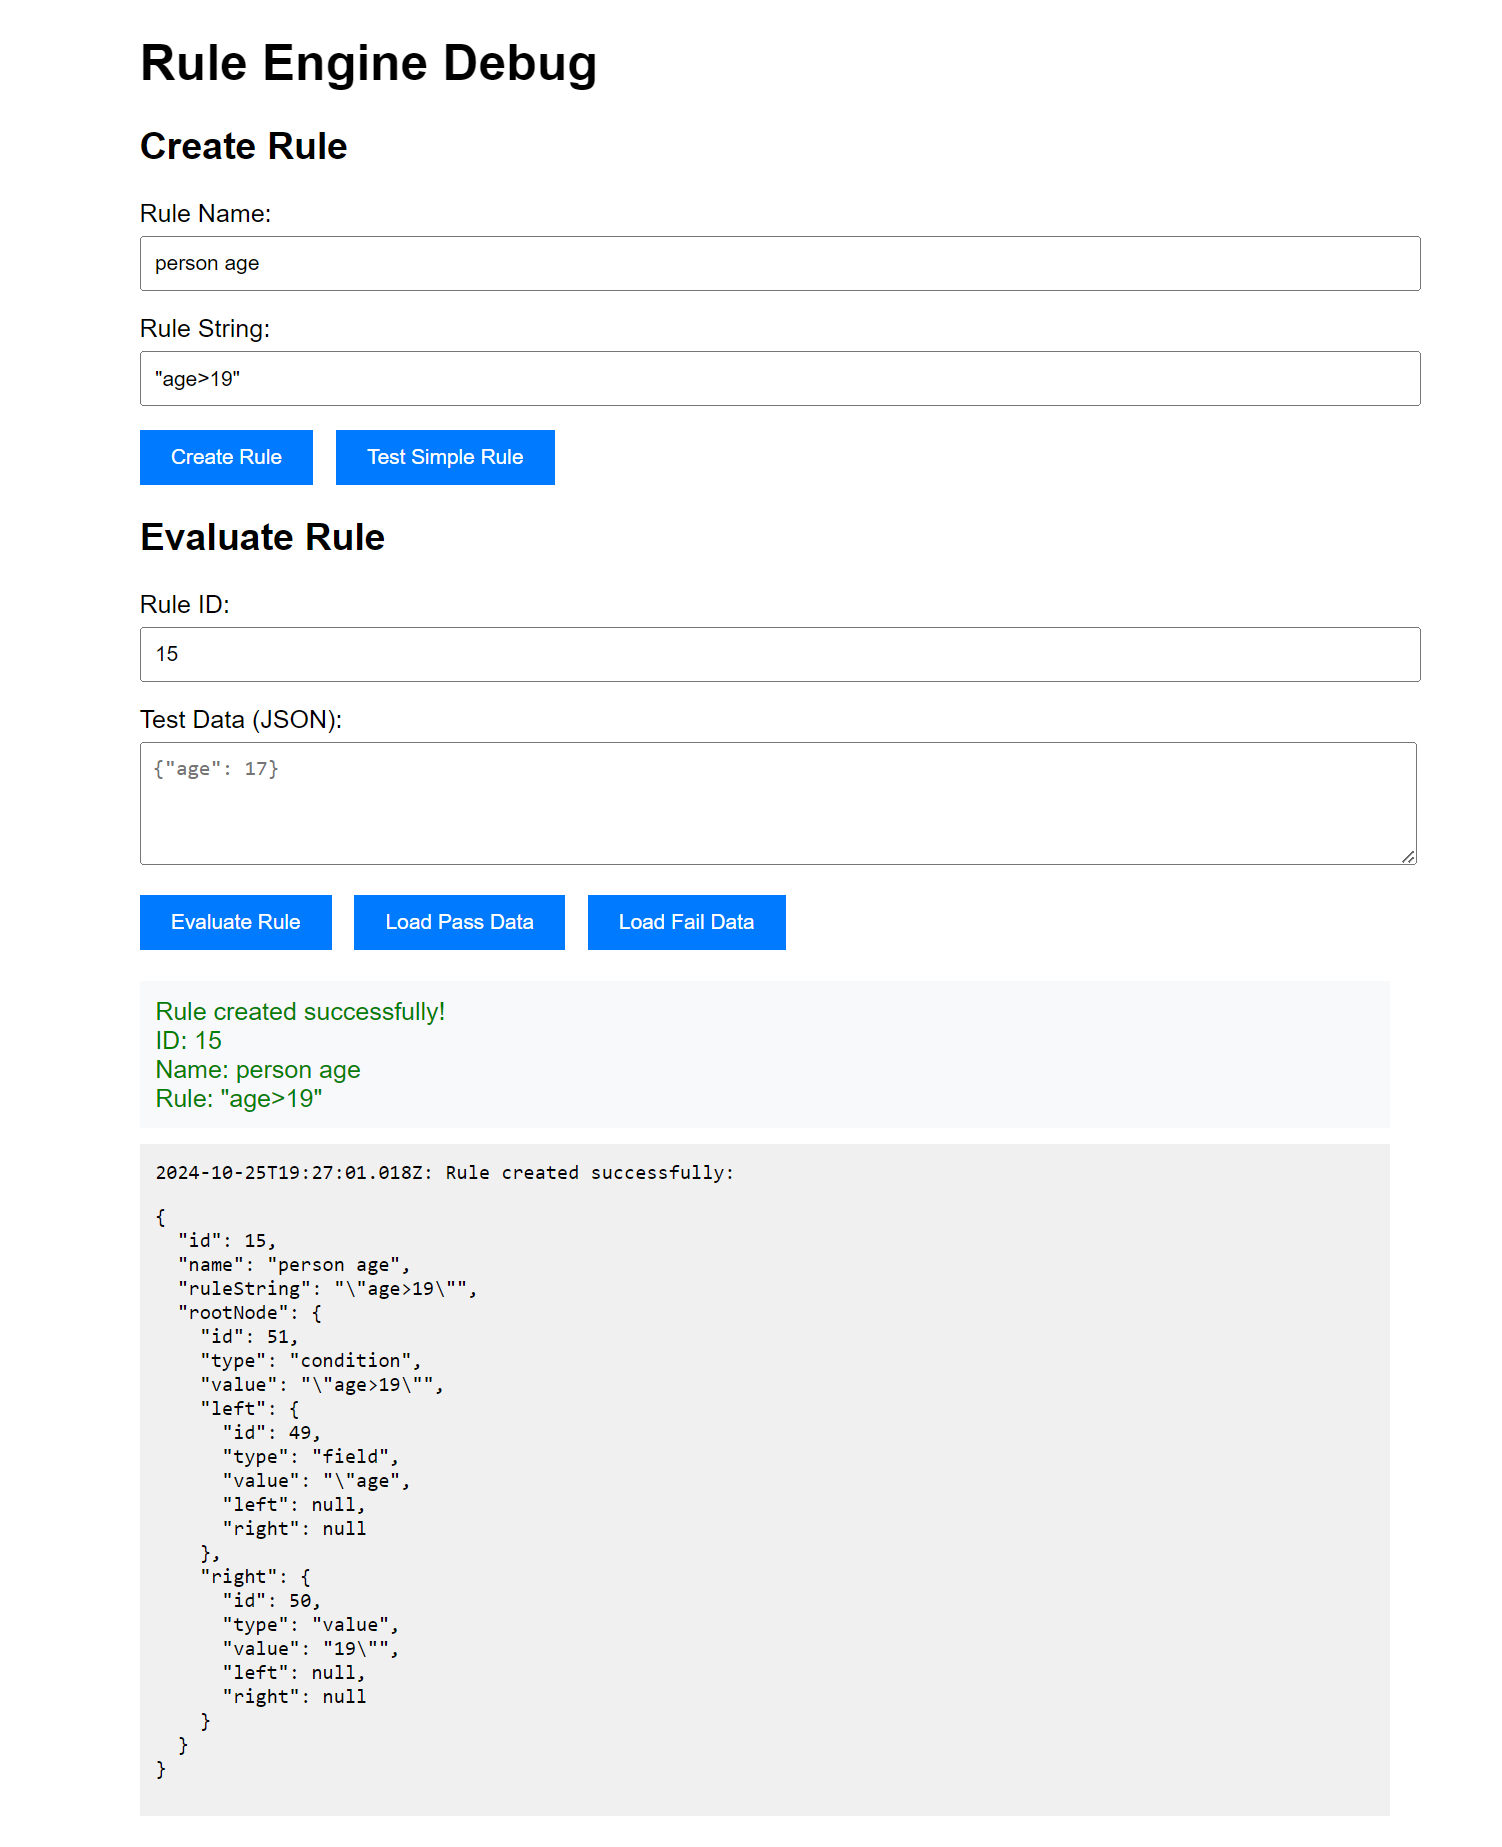 Rule Engine Debug
Create Rule
Rule Name:
person age
Rule String:
"age>19"
Create Rule Test Simple Rule
Evaluate Rule
Rule ID:
15
Test Data (JSON):
{"age": 17}
Evaluate Rule Load Pass Data Load Fail Data
Rule created successfully!
ID: 15
Name: person age
Rule: "age>19"
2024-10-25T19:27:01.018Z: Rule created successfully:
{
  "id": 15,
  "name": "person age",
  "ruleString": "\"age>19\"",
  "rootNode": {
    "id": 51,
    "type": "condition",
    "value": "\"age>19\"",
    "left": {
      "id": 49,
      "type": "field",
      "value": "\"age",
      "left": null,
      "right": null
    },
    "right": {
      "id": 50,
      "type": "value",
      "value": "19\"",
      "left": null,
      "right": null
    }
  }
}